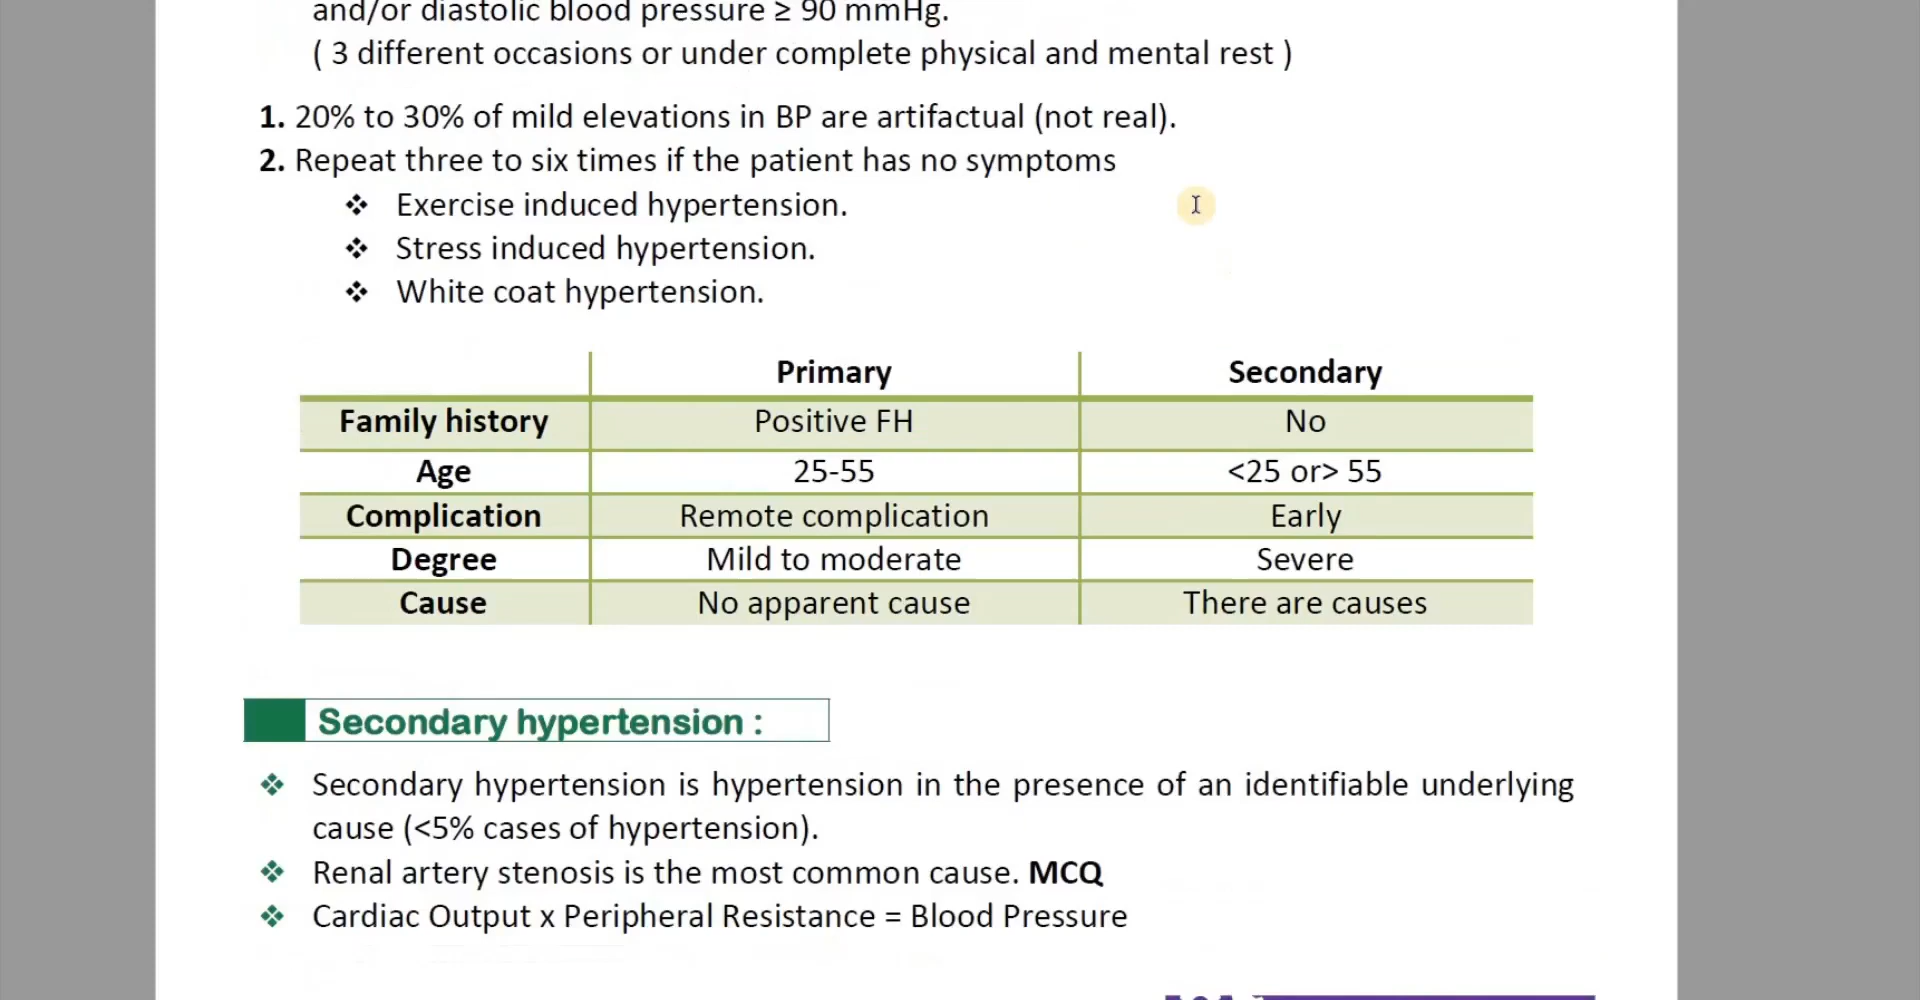 and/or diastolic blood pressure ≥ 90 mmHg.
( 3 different occasions or under complete physical and mental rest )
1. 20% to 30% of mild elevations in BP are artifactual (not real).
2. Repeat three to six times if the patient has no symptoms
❖ Exercise induced hypertension.
❖ Stress induced hypertension.
❖ White coat hypertension.
Primary Secondary
Family history Positive FH No
Age 25-55 <25 or> 55
Complication Remote complication Early
Degree Mild to moderate Severe
Cause No apparent cause There are causes
Secondary hypertension :
❖ Secondary hypertension is hypertension in the presence of an identifiable underlying
cause (<5% cases of hypertension).
❖ Renal artery stenosis is the most common cause. MCQ
❖ Cardiac Output x Peripheral Resistance = Blood Pressure